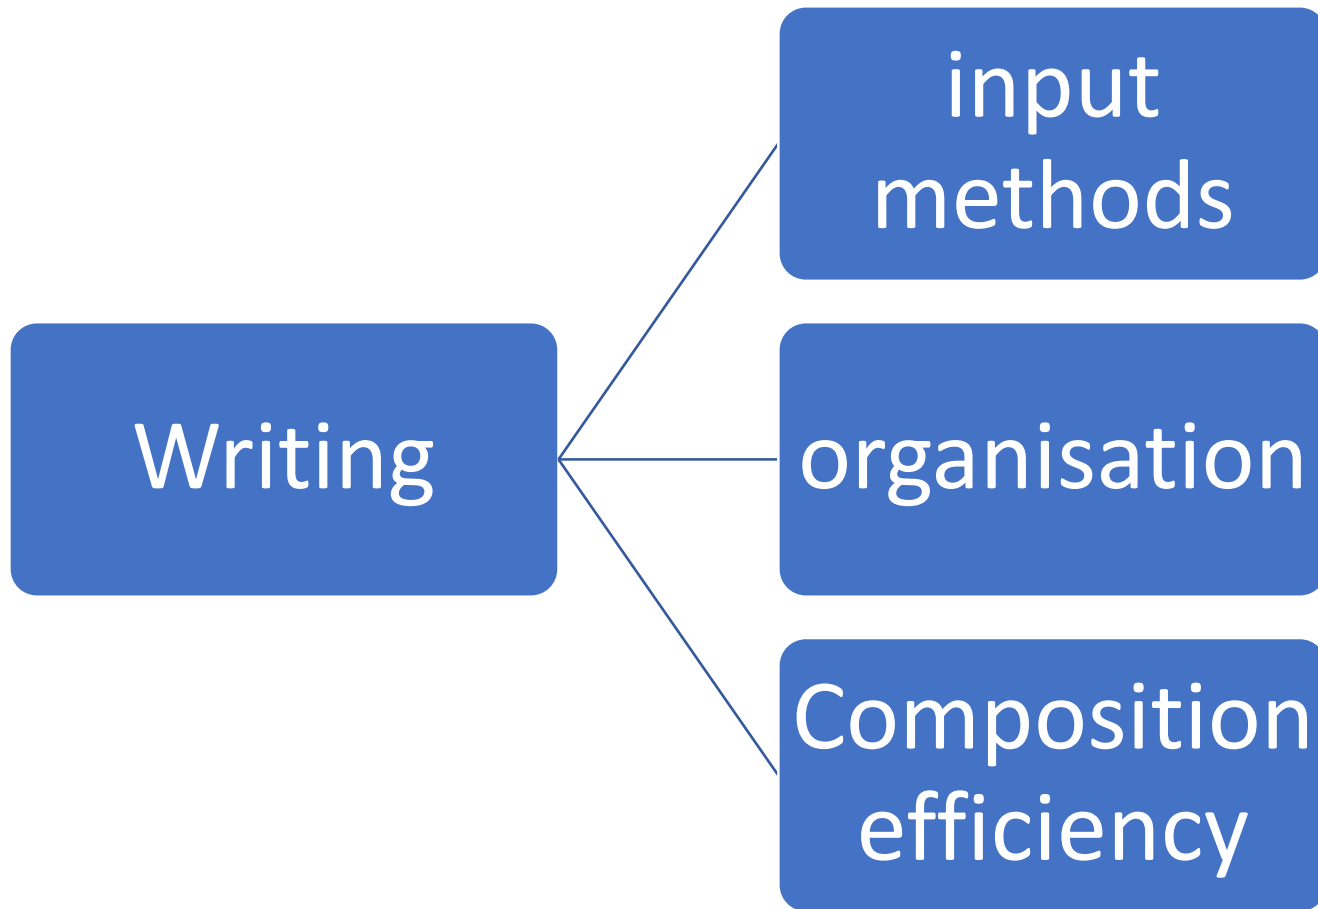 input
methods
Writing
organisation
Composition
efficiency